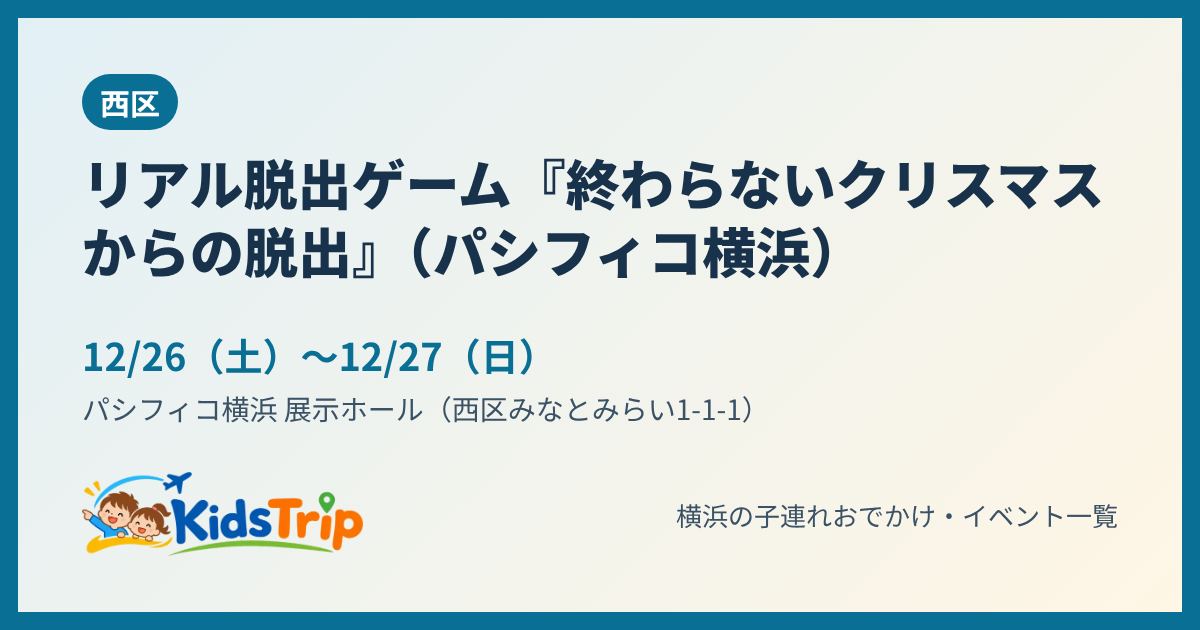 西区
リアル脱出ゲーム『終わらないクリスマス
からの脱出』（パシフィコ横浜）
12/26（土）〜12/27（日）
パシフィコ横浜 展示ホール（西区みなとみらい1-1-1）
KidsTrip
横浜の子連れおでかけ・イベント一覧